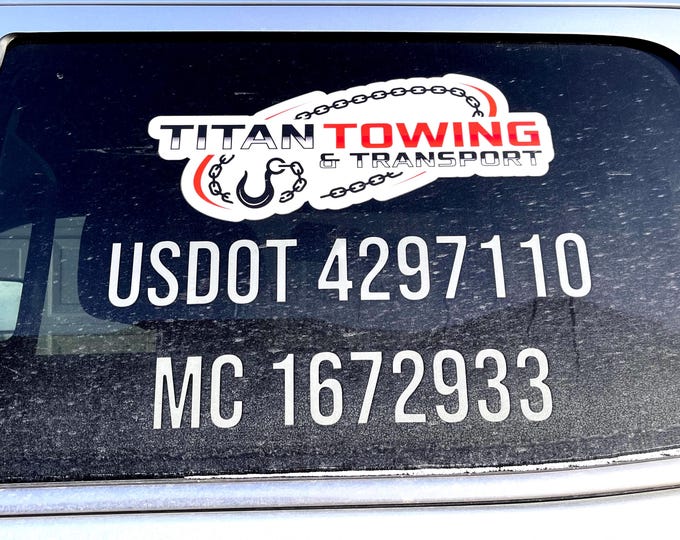 TITAN TOWING
& TRANSPORT
USDOT 4297110
MC 1672933